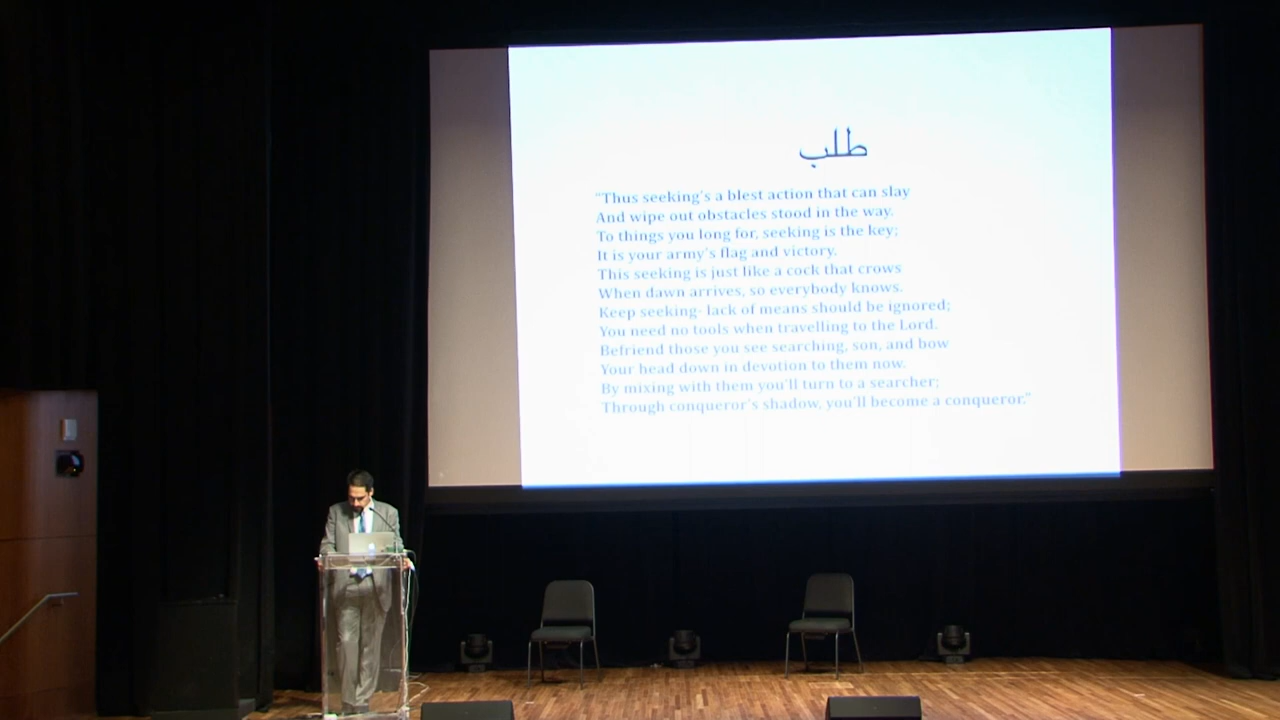 طلب
"Thus seeking's a blest action that can slay
And wipe out obstacles stood in the way.
To things you long for, seeking is the key;
It is your army's flag and victory.
This seeking is just like a cock that crows
When dawn arrives, so everybody knows.
Keep seeking- lack of means should be ignored;
You need no tools when travelling to the Lord.
Befriend those you see searching, son, and bow
Your head down in devotion to them now.
By mixing with them you'll turn to a searcher;
Through conqueror's shadow, you'll become a conqueror."